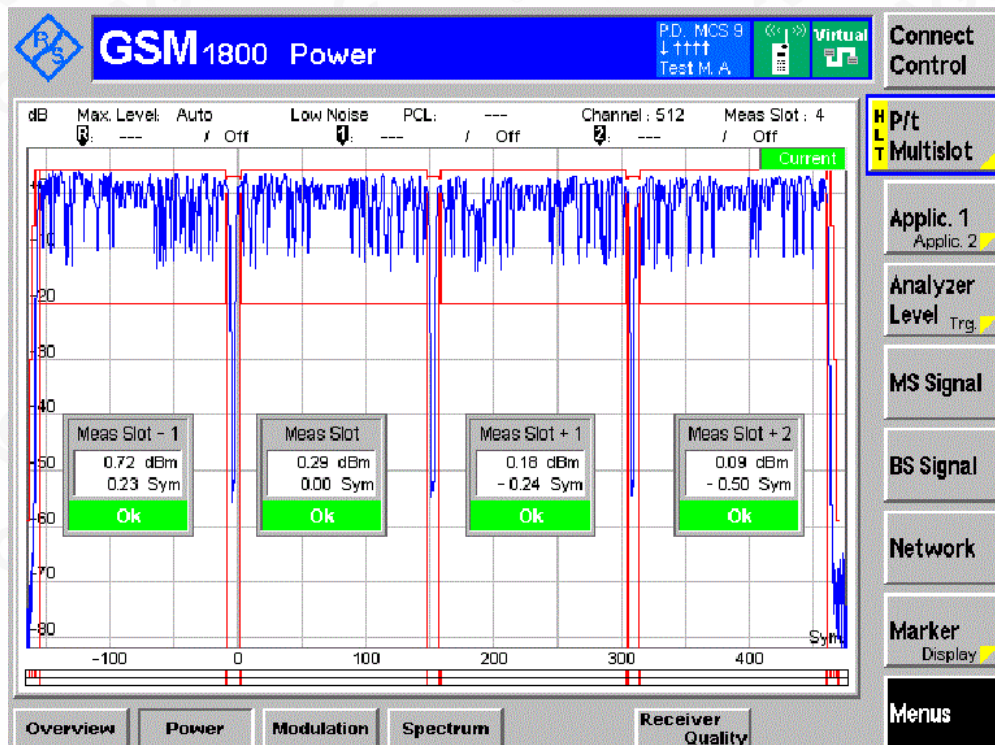 R/S
GSM 1800 Power
P.D. MCS 9
Test M. A
Virtual
Connect Control
dB Max. Level: Auto Low Noise PCL: --- Channel : 512 Meas Slot : 4
R: --- / Off 1: --- / Off 2: --- / Off
Current
HLT
P/t Multislot
Applic. 1
Applic. 2
Analyzer Level Trg.
MS Signal
BS Signal
Network
Marker
Display
Menus
-20
-30
-40
-50
-60
-70
-80
Meas Slot - 1
0.72 dBm
0.23 Sym
Ok
Meas Slot
0.29 dBm
0.00 Sym
Ok
Meas Slot + 1
0.18 dBm
- 0.24 Sym
Ok
Meas Slot + 2
0.09 dBm
- 0.50 Sym
Ok
Sym
-100 0 100 200 300 400
Overview Power Modulation Spectrum Receiver Quality